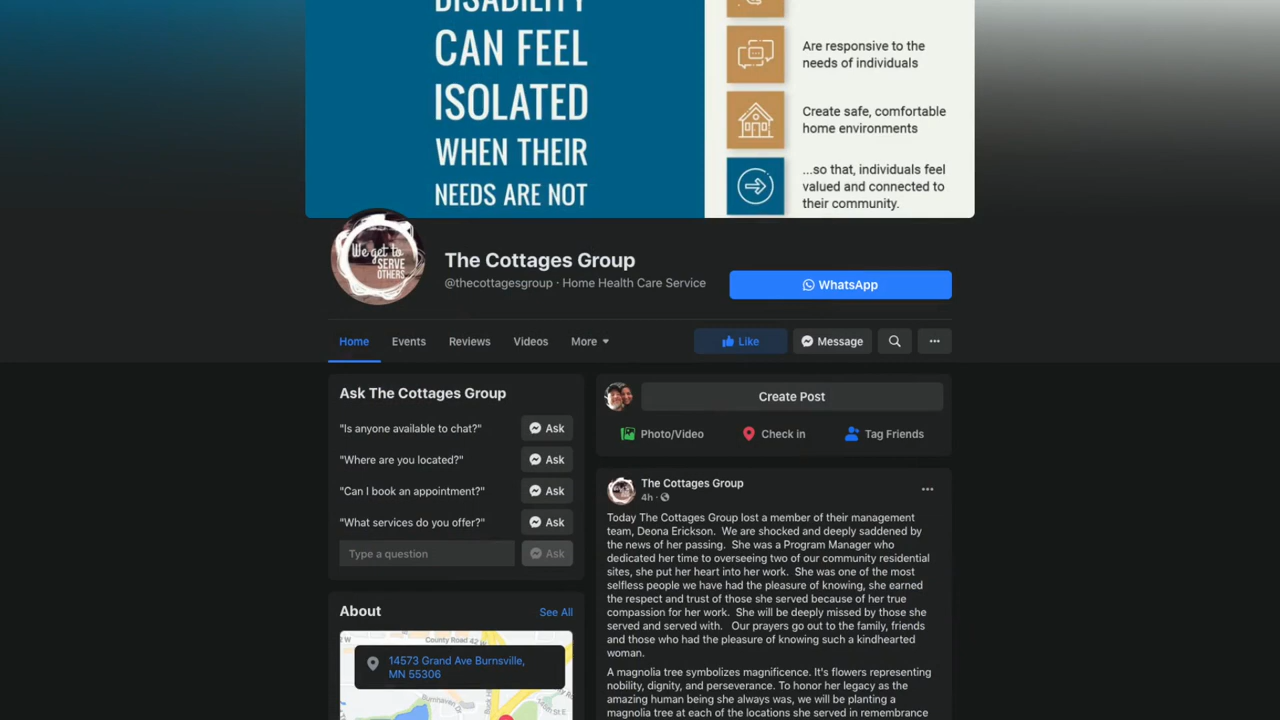 DISABILITY
CAN FEEL
ISOLATED
WHEN THEIR
NEEDS ARE NOT
Are responsive to the
needs of individuals
Create safe, comfortable
home environments
...so that, individuals feel
valued and connected to
their community.
We get to
SERVE
OTHERS
The Cottages Group
@thecottagesgroup · Home Health Care Service
WhatsApp
Home Events Reviews Videos More
Like Message
Ask The Cottages Group
"Is anyone available to chat?" Ask
"Where are you located?" Ask
"Can I book an appointment?" Ask
"What services do you offer?" Ask
Type a question Ask
About See All
County Road 42 W
14573 Grand Ave Burnsville,
MN 55306
Create Post
Photo/Video Check in Tag Friends
The Cottages Group
4h ·
Today The Cottages Group lost a member of their management
team, Deona Erickson. We are shocked and deeply saddened by
the news of her passing. She was a Program Manager who
dedicated her time to overseeing two of our community residential
sites, she put her heart into her work. She was one of the most
selfless people we have had the pleasure of knowing, she earned
the respect and trust of those she served because of her true
compassion for her work. She will be deeply missed by those she
served and served with. Our prayers go out to the family, friends
and those who had the pleasure of knowing such a kindhearted
woman.
A magnolia tree symbolizes magnificence. It's flowers representing
nobility, dignity, and perseverance. To honor her legacy as the
amazing human being she always was, we will be planting a
magnolia tree at each of the locations she served in remembrance